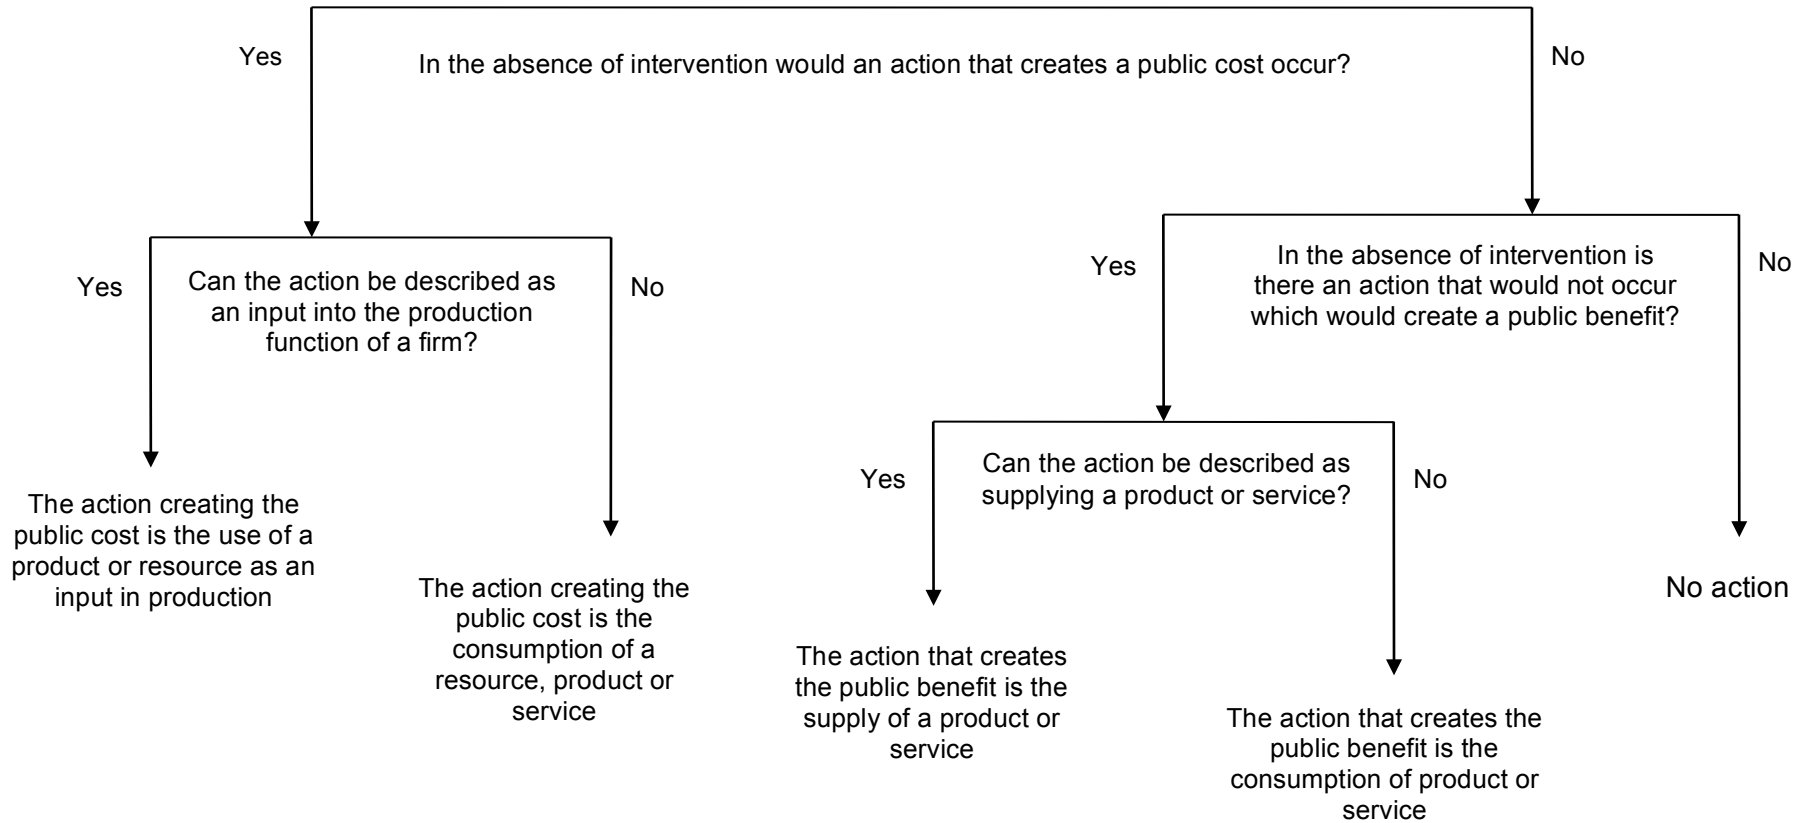 Yes
In the absence of intervention would an action that creates a public cost occur?
No
Yes
Can the action be described as
an input into the production
function of a firm?
No
Yes
In the absence of intervention is
there an action that would not occur
which would create a public benefit?
No
Yes
Can the action be described as
supplying a product or service?
No
The action creating the
public cost is the use of a
product or resource as an
input in production
The action creating the
public cost is the
consumption of a
resource, product or
service
The action that creates
the public benefit is the
supply of a product or
service
The action that creates the
public benefit is the
consumption of product or
service
No action